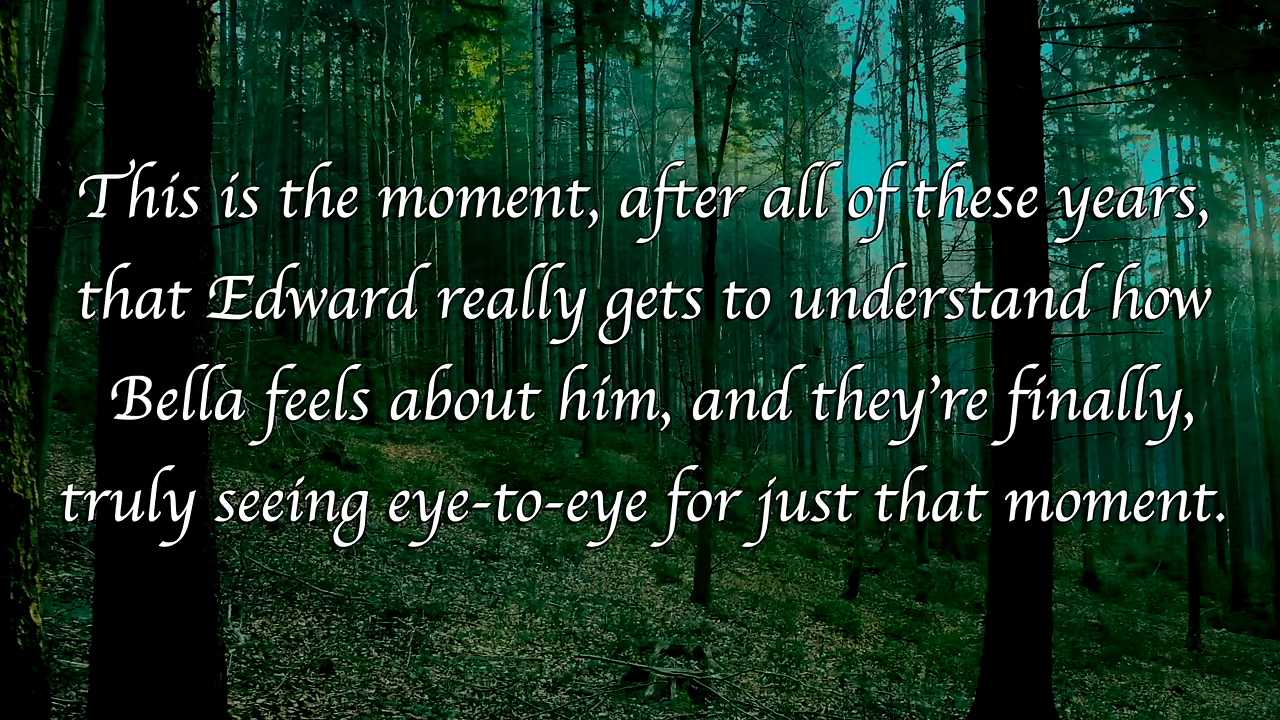 This is the moment, after all of these years,
that Edward really gets to understand how
Bella feels about him, and they're finally,
truly seeing eye-to-eye for just that moment.